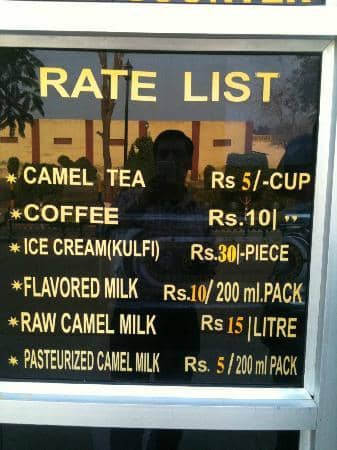 COUNTER
RATE LIST
*CAMEL TEA Rs 5/-CUP
*COFFEE Rs.10|,,
*ICE CREAM(KULFI) Rs.30|-PIECE
*FLAVORED MILK Rs.10/200 ml.PACK
*RAW CAMEL MILK Rs 15|LITRE
*PASTEURIZED CAMEL MILK Rs. 5/200 ml PACK